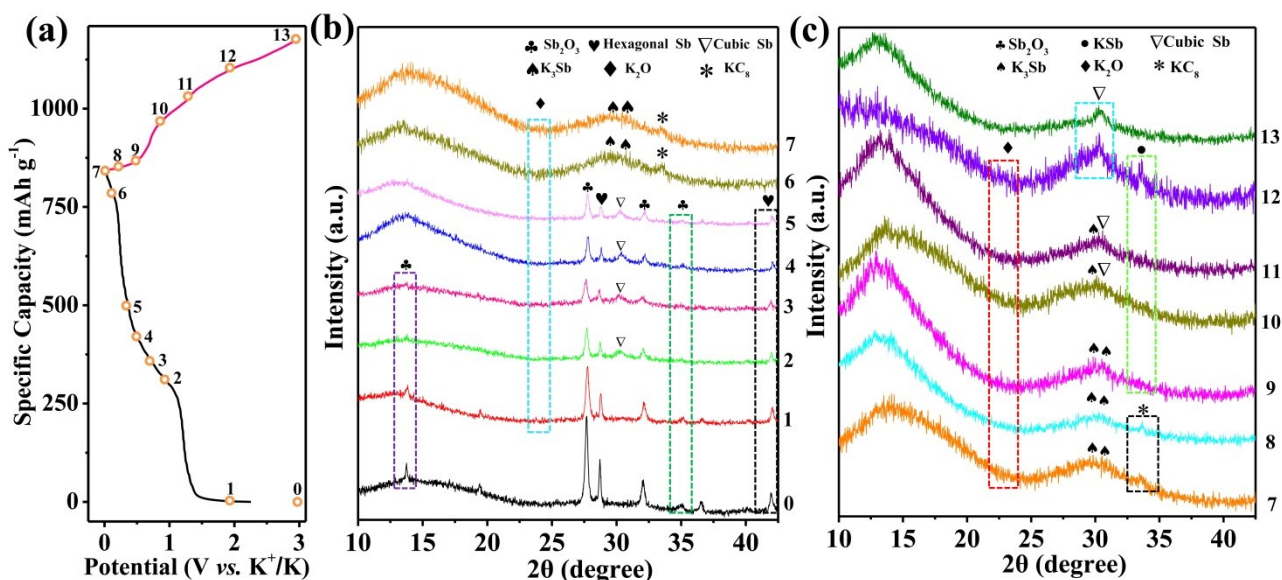 (a)
Specific Capacity (mAh g⁻¹)
1000
750
500
250
0
13
12
11
10
9
8
7
6
5
4
3
2
1
0
0 1 2 3
Potential (V vs. K⁺/K)
(b)
Intensity (a.u.)
♣ Sb₂O₃ ♥ Hexagonal Sb ▽ Cubic Sb
♠ K₃Sb ♦ K₂O * KC₈
7
6
5
4
3
2
1
0
10 15 20 25 30 35 40
2θ (degree)
(c)
Intensity (a.u.)
♣ Sb₂O₃ ● KSb ▽ Cubic Sb
♠ K₃Sb ♦ K₂O * KC₈
13
12
11
10
9
8
7
10 15 20 25 30 35 40
2θ (degree)